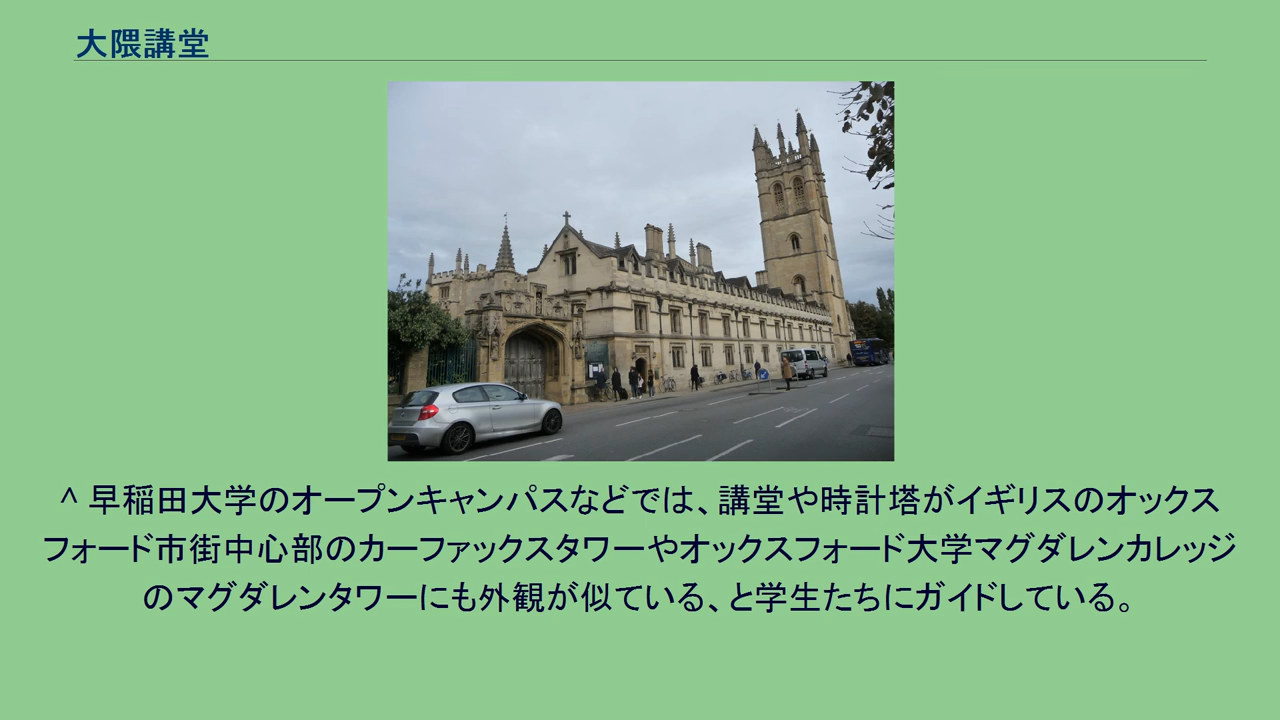 大隈講堂
^ 早稲田大学のオープンキャンパスなどでは、講堂や時計塔がイギリスのオックス
フォード市街中心部のカーファックスタワーやオックスフォード大学マグダレンカレッジ
のマグダレンタワーにも外観が似ている、と学生たちにガイドしている。